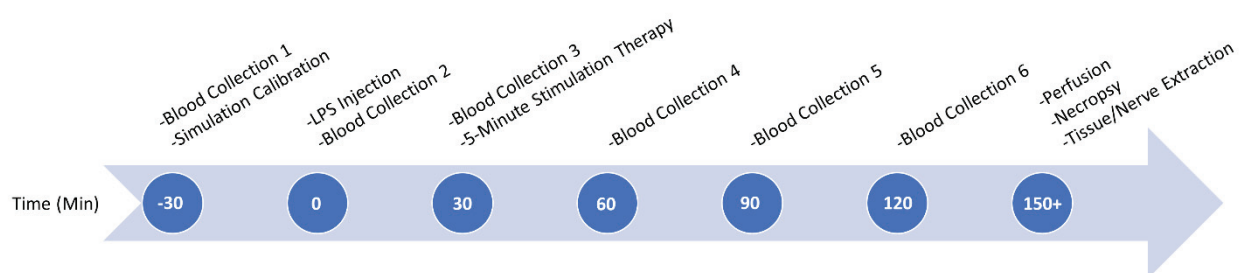 -Blood Collection 1
-Simulation Calibration
-LPS Injection
-Blood Collection 2
-Blood Collection 3
-5-Minute Stimulation Therapy
-Blood Collection 4
-Blood Collection 5
-Blood Collection 6
-Perfusion
-Necropsy
-Tissue/Nerve Extraction
Time (Min)
-30
0
30
60
90
120
150+